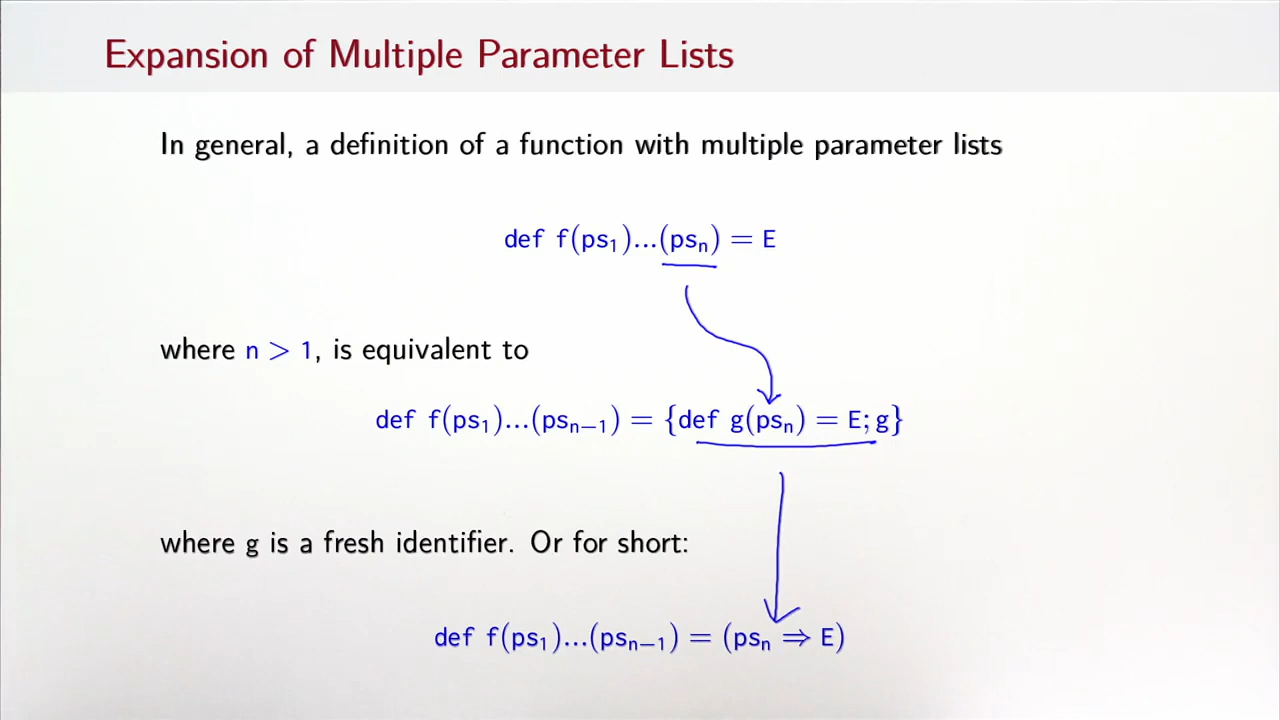 Expansion of Multiple Parameter Lists
In general, a definition of a function with multiple parameter lists
def f(ps₁)...(psₙ) = E
where n > 1, is equivalent to
def f(ps₁)...(psₙ₋₁) = {def g(psₙ) = E; g}
where g is a fresh identifier. Or for short:
def f(ps₁)...(psₙ₋₁) = (psₙ ⇒ E)